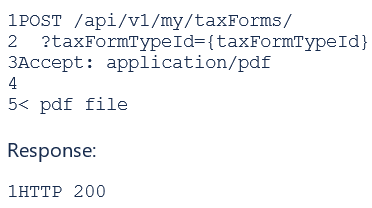 1POST /api/v1/my/taxForms/
2  ?taxFormTypeId={taxFormTypeId}
3Accept: application/pdf
4
5< pdf file
Response:
1HTTP 200